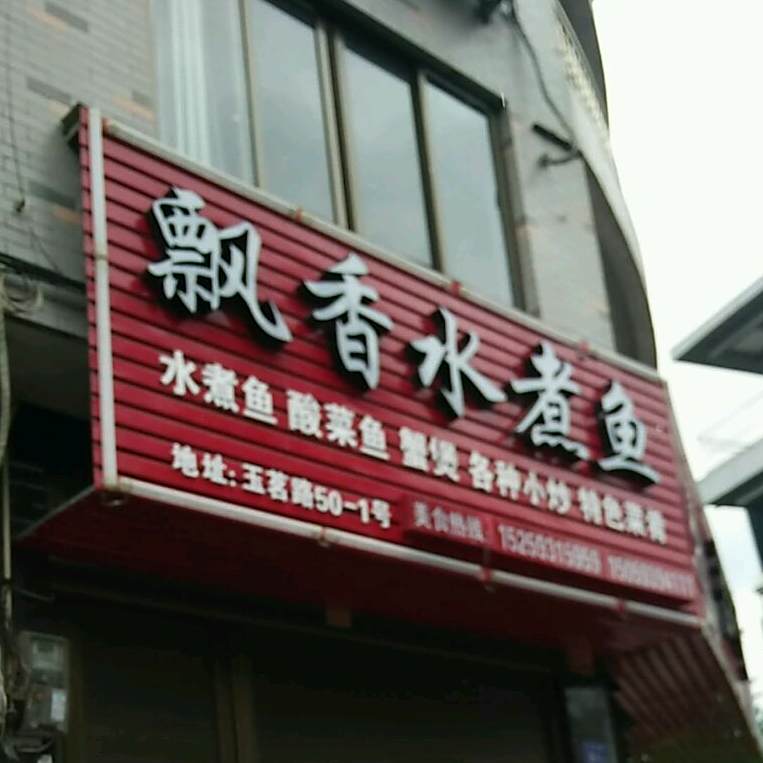 飘香水煮鱼
水煮鱼 酸菜鱼 蟹煲 各种小炒 特色菜肴
地址:玉茗路50-1号 美食热线